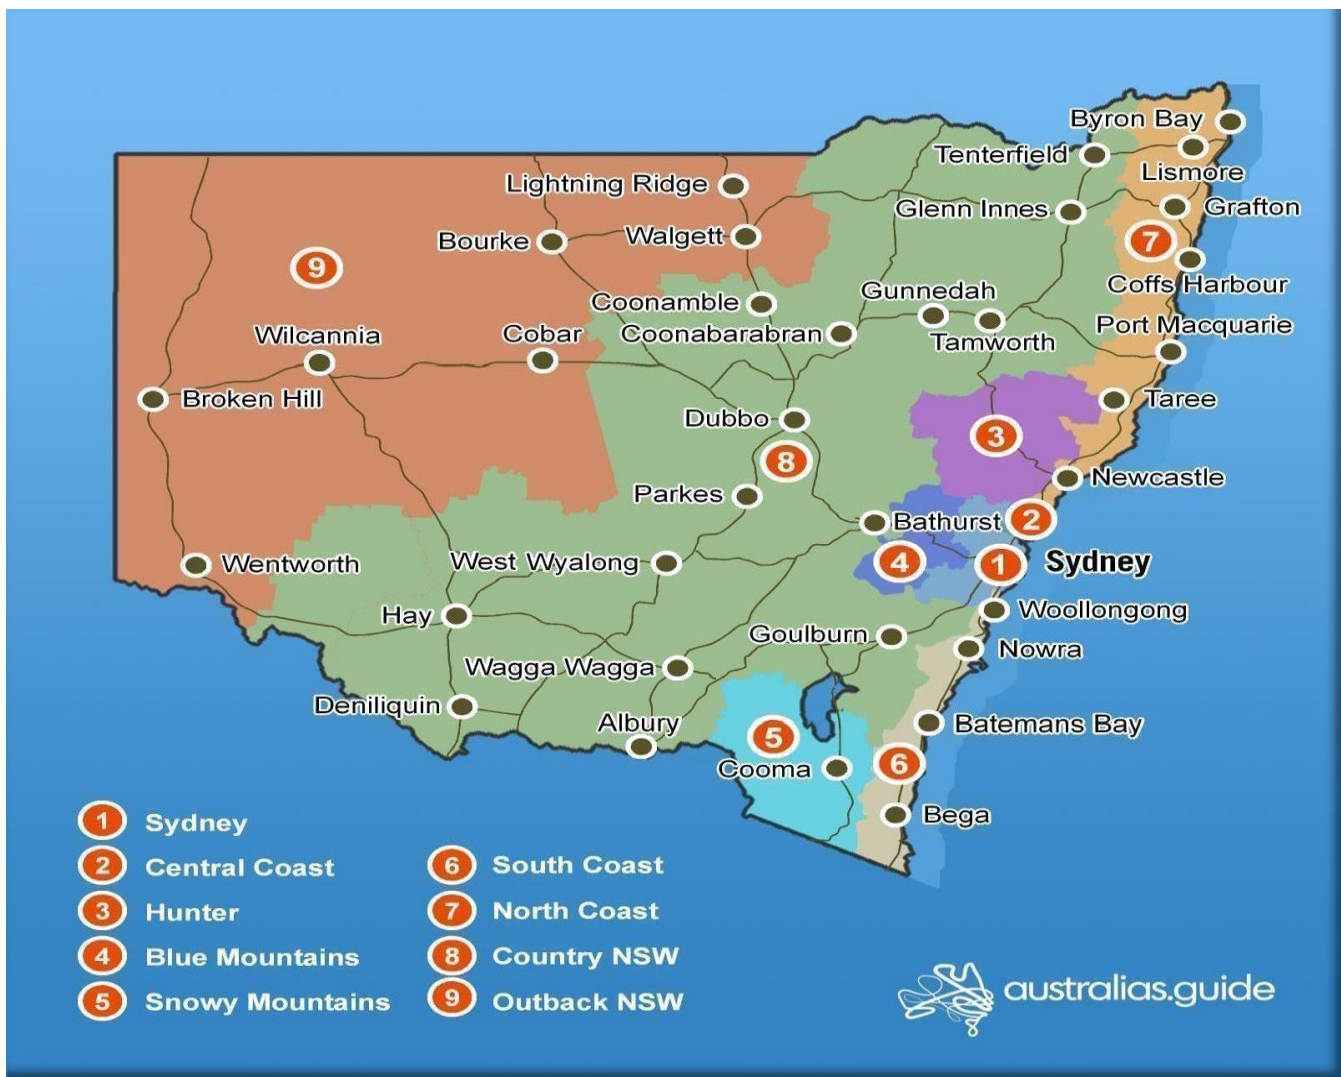 Byron Bay
Tenterfield
Lismore
Lightning Ridge
Glenn Innes
Grafton
Bourke
Walgett
7
9
Coffs Harbour
Gunnedah
Coonamble
Port Macquarie
Wilcannia
Cobar
Coonabarabran
Tamworth
Broken Hill
Taree
Dubbo
3
8
Newcastle
Parkes
2
Bathurst
West Wyalong
4
1
Sydney
Wentworth
Hay
Woollongong
Goulburn
Nowra
Wagga Wagga
Deniliquin
Albury
Batemans Bay
5
Cooma
6
Bega
1 Sydney
2 Central Coast
3 Hunter
4 Blue Mountains
5 Snowy Mountains
6 South Coast
7 North Coast
8 Country NSW
9 Outback NSW
australias.guide